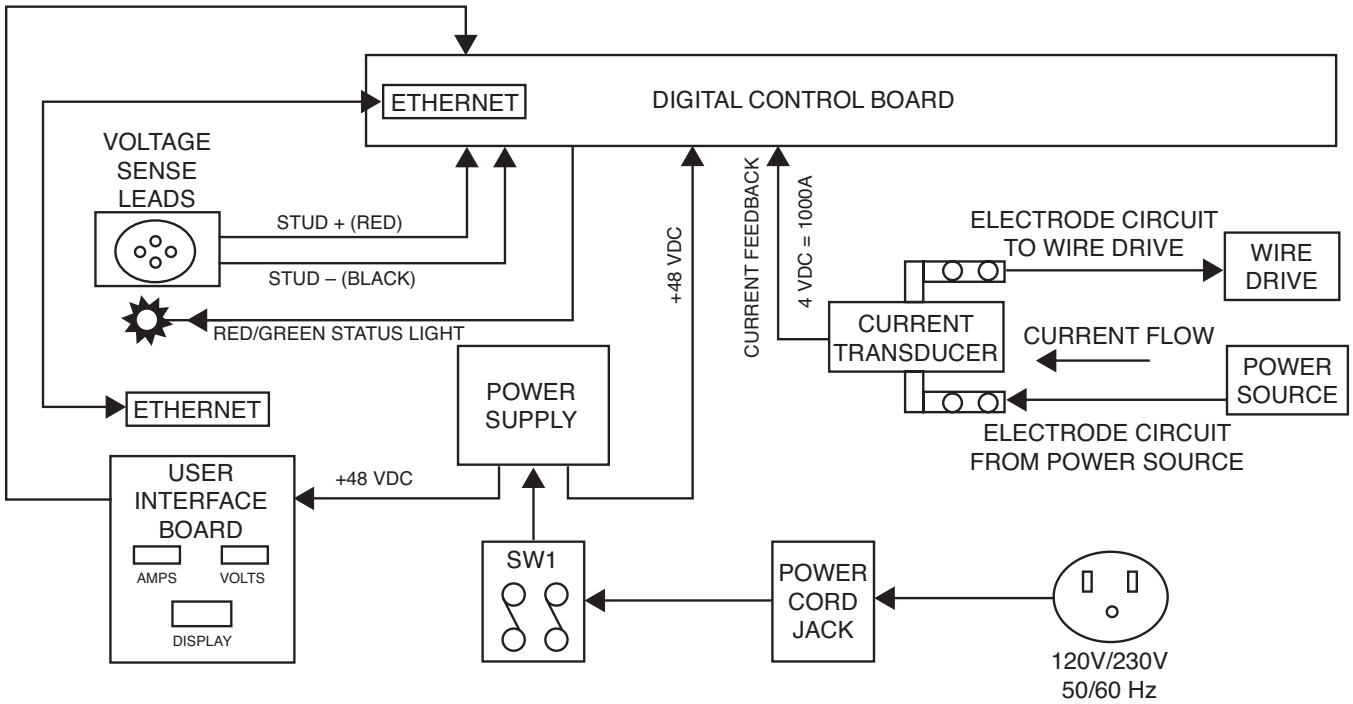 ETHERNET
DIGITAL CONTROL BOARD
VOLTAGE
SENSE
LEADS
STUD + (RED)
STUD – (BLACK)
RED/GREEN STATUS LIGHT
+48 VDC
CURRENT FEEDBACK
4 VDC = 1000A
ELECTRODE CIRCUIT
TO WIRE DRIVE
WIRE
DRIVE
CURRENT
TRANSDUCER
CURRENT FLOW
POWER
SOURCE
ELECTRODE CIRCUIT
FROM POWER SOURCE
POWER
SUPPLY
ETHERNET
USER
INTERFACE
BOARD
AMPS
VOLTS
DISPLAY
+48 VDC
SW1
POWER
CORD
JACK
120V/230V
50/60 Hz